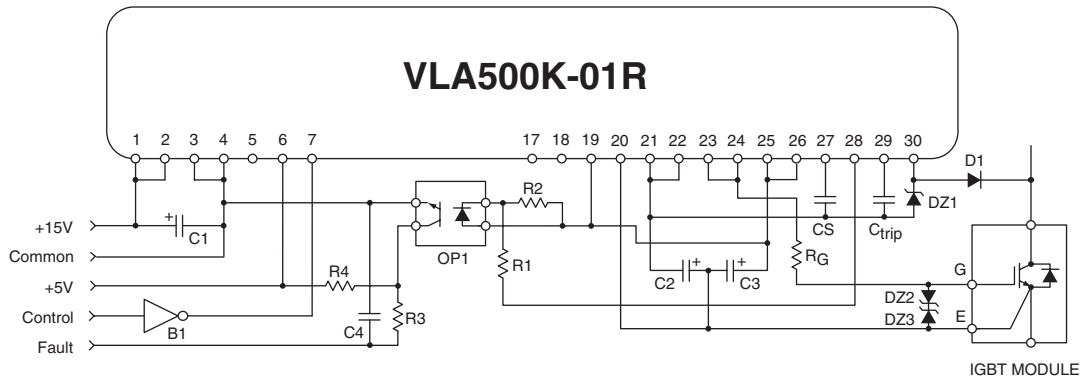 VLA500K-01R
1 2 3 4 5 6 7 17 18 19 20 21 22 23 24 25 26 27 28 29 30
D1
R2
DZ1
+15V
+
C1
CS
Ctrip
Common
OP1
R1
RG
+5V
R4
+
+
C2
C3
G
DZ2
Control
B1
C4
R3
DZ3
E
Fault
IGBT MODULE